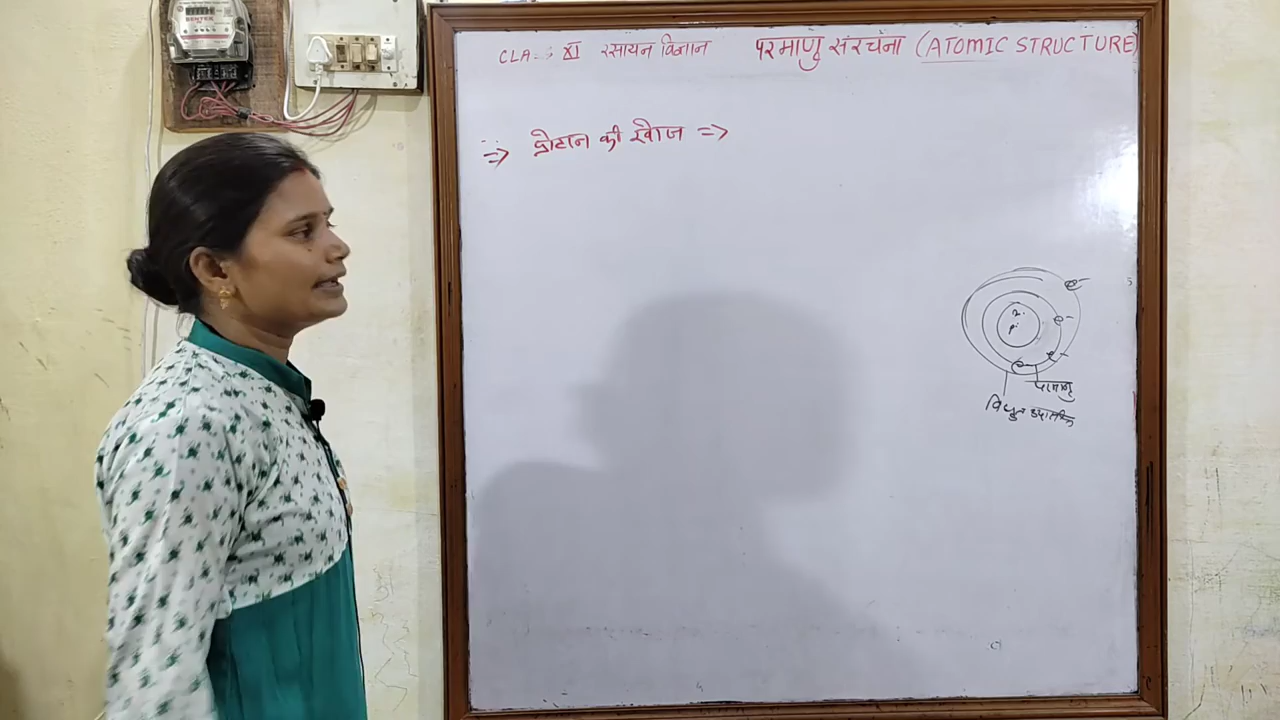 CLASS XI रसायन विज्ञान परमाणु संरचना (ATOMIC STRUCTURE)
=> प्रोटान की खोज =>
e-
n.
e-
p.
e-
परमाणु
विधुत उदासीन